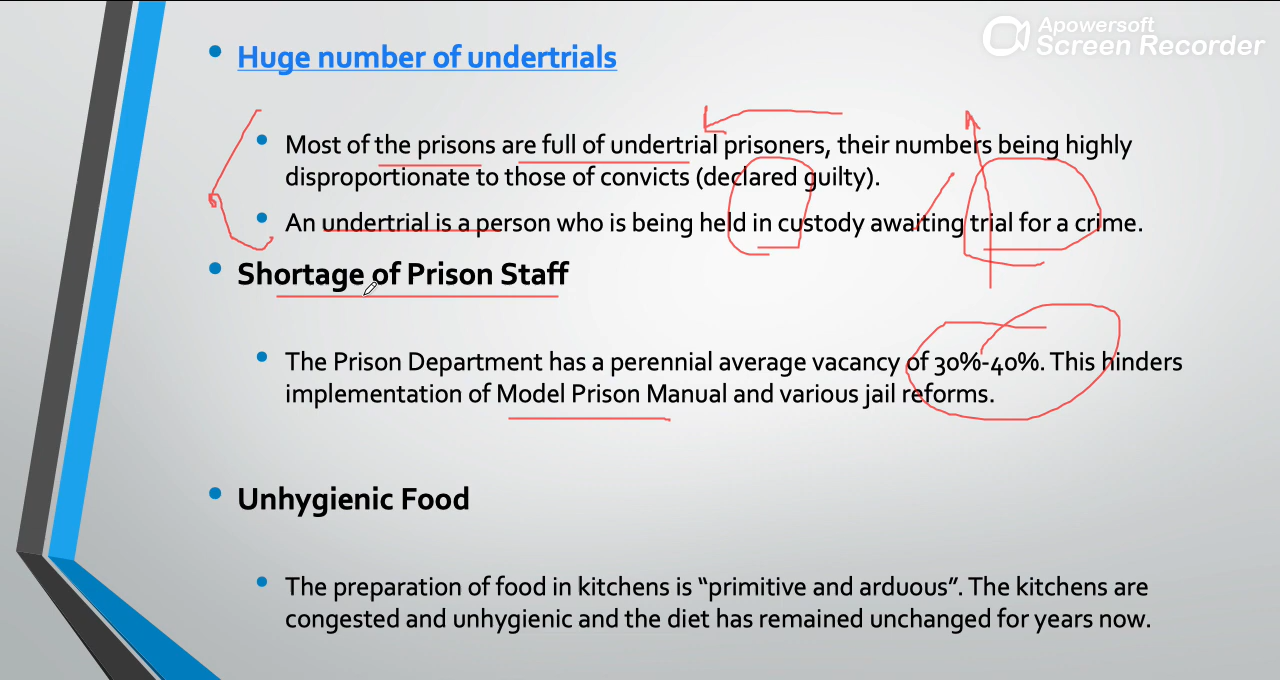 Apowersoft
Screen Recorder
Huge number of undertrials
Most of the prisons are full of undertrial prisoners, their numbers being highly
disproportionate to those of convicts (declared guilty).
An undertrial is a person who is being held in custody awaiting trial for a crime.
Shortage of Prison Staff
The Prison Department has a perennial average vacancy of 30%-40%. This hinders
implementation of Model Prison Manual and various jail reforms.
Unhygienic Food
The preparation of food in kitchens is “primitive and arduous”. The kitchens are
congested and unhygienic and the diet has remained unchanged for years now.